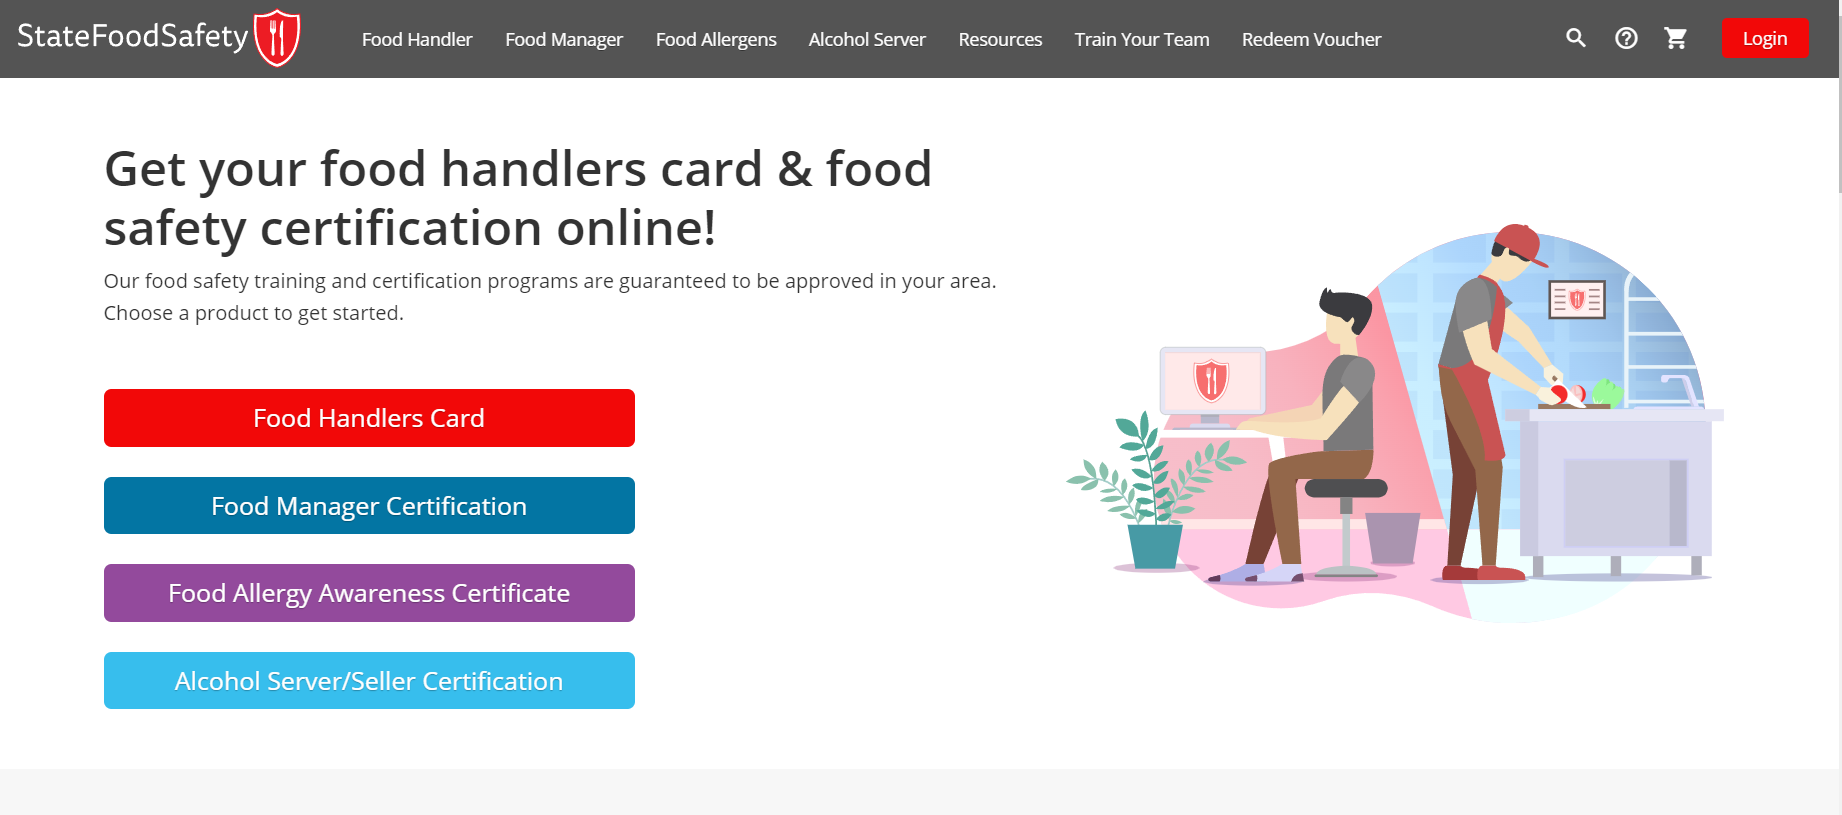 StateFoodSafety
Food Handler Food Manager Food Allergens Alcohol Server Resources Train Your Team Redeem Voucher Login
Get your food handlers card & food
safety certification online!
Our food safety training and certification programs are guaranteed to be approved in your area.
Choose a product to get started.
Food Handlers Card
Food Manager Certification
Food Allergy Awareness Certificate
Alcohol Server/Seller Certification